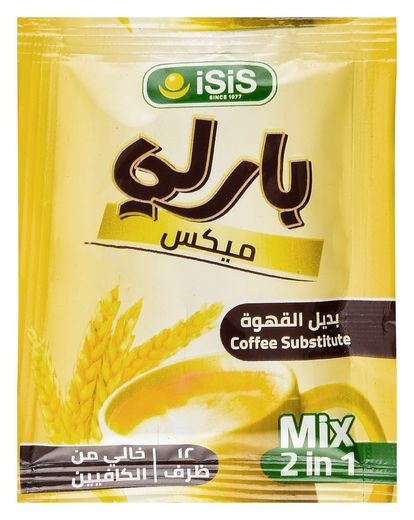 isis
SINCE 1977
بارلي
ميكس
بديل القهوة
Coffee Substitute
Mix
2 in 1
١٢
ظرف
خالي من
الكافيين